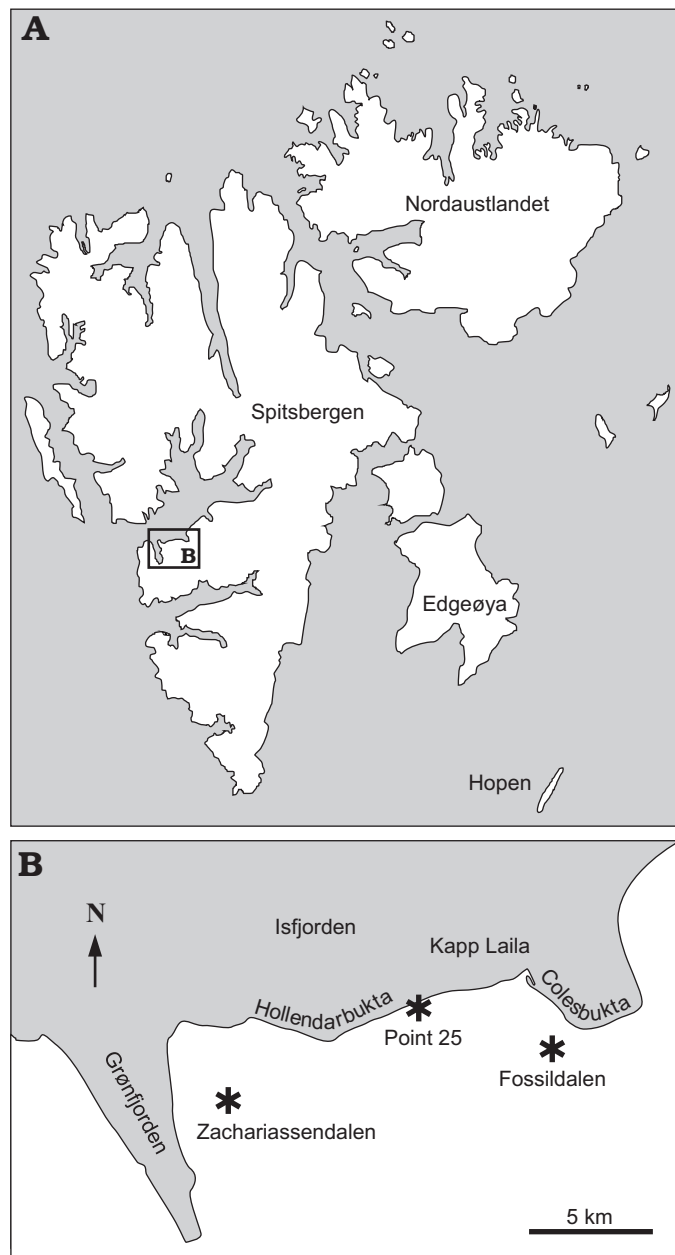 A
Nordaustlandet
Spitsbergen
B
Edgeøya
Hopen
B
N
Isfjorden
Kapp Laila
Hollendarbukta
Colesbukta
Point 25
Grønfjorden
Fossildalen
Zachariassendalen
5 km